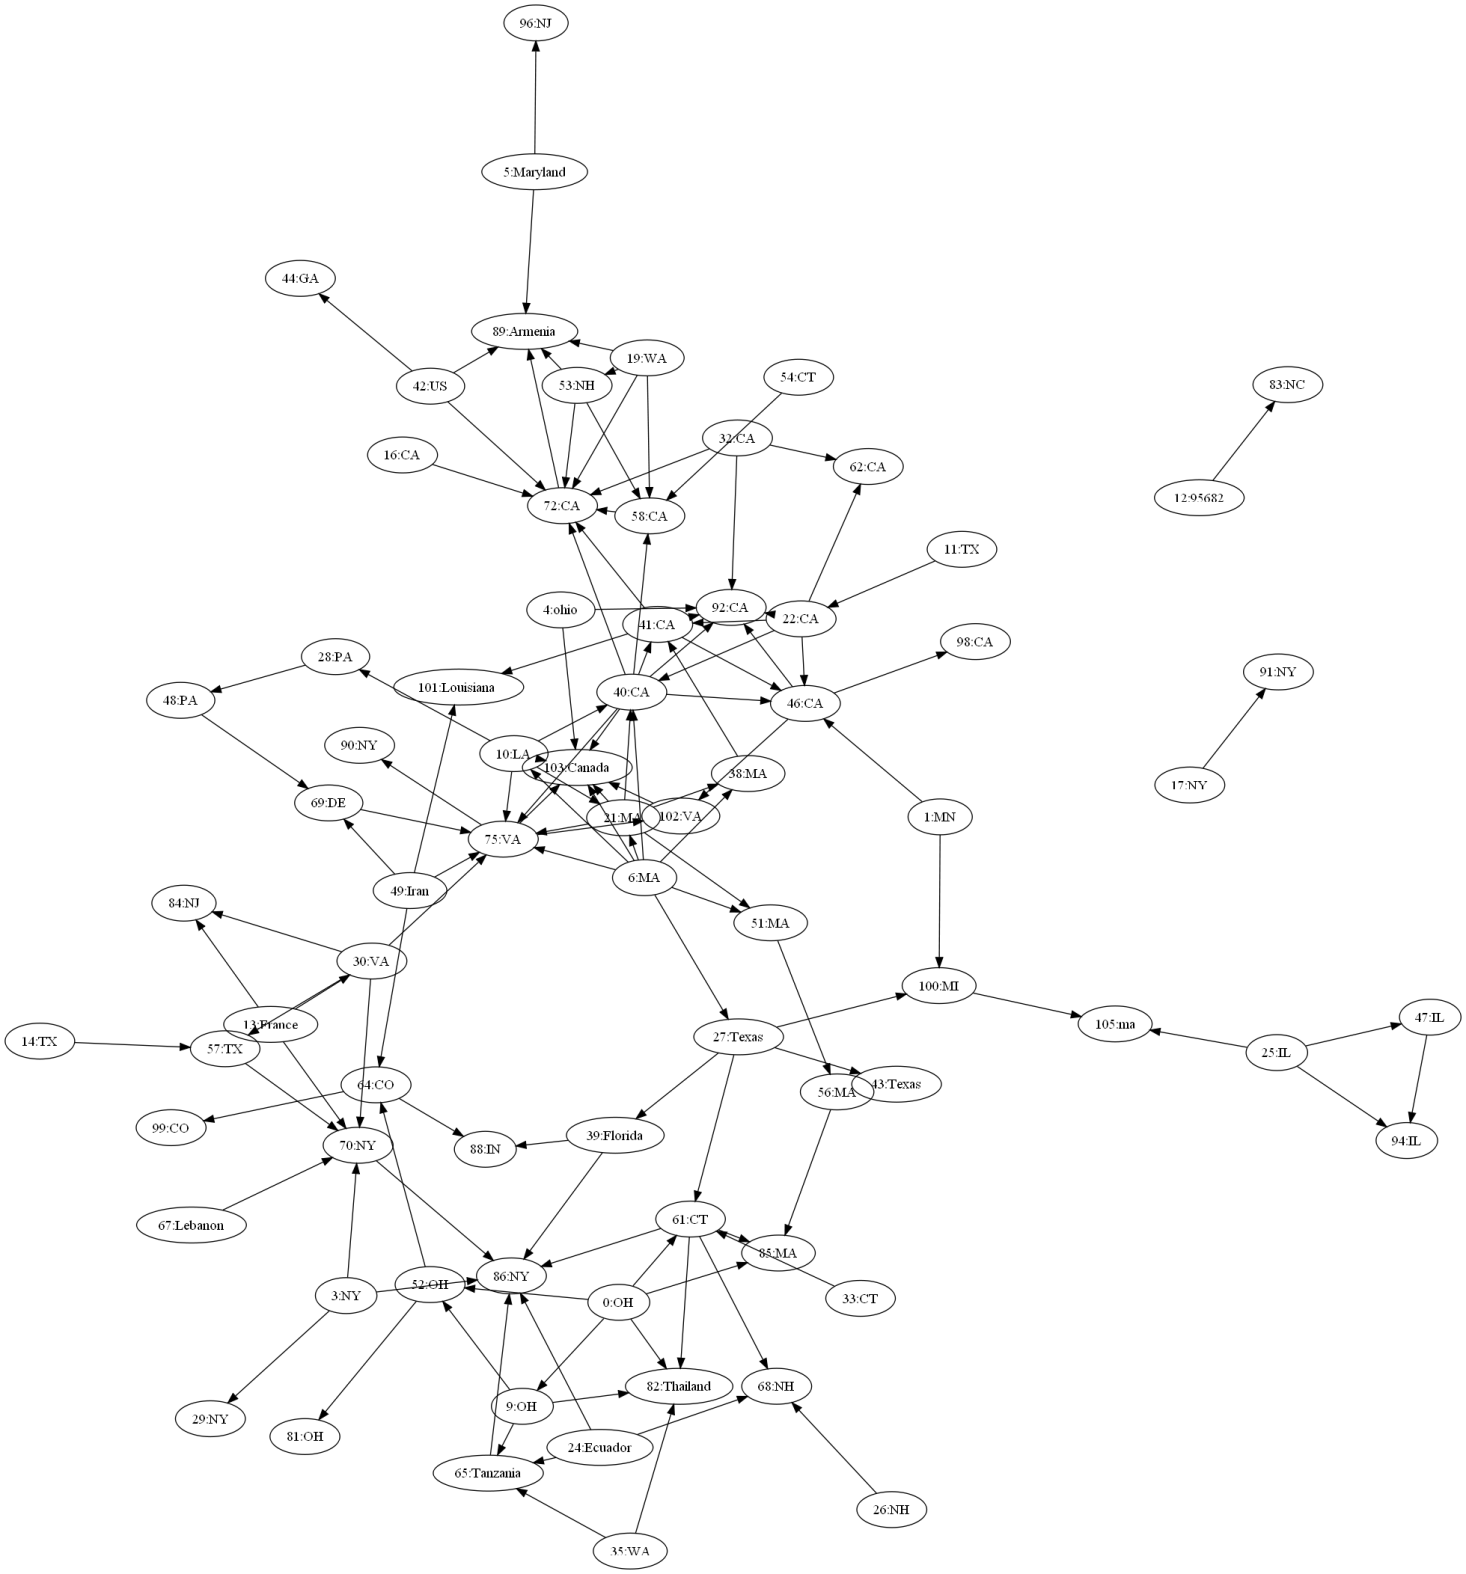 96:NJ
5:Maryland
44:GA
89:Armenia
19:WA
54:CT
42:US
53:NH
83:NC
32:CA
16:CA
62:CA
12:95682
72:CA
58:CA
11:TX
4:ohio
92:CA
22:CA
41:CA
98:CA
28:PA
91:NY
101:Louisiana
40:CA
48:PA
46:CA
90:NY
10:LA
103:Canada
38:MA
17:NY
69:DE
21:MA
102:VA
1:MN
75:VA
6:MA
49:Iran
84:NJ
51:MA
30:VA
100:MI
13:France
105:ma
47:IL
14:TX
57:TX
27:Texas
25:IL
64:CO
43:Texas
56:MA
99:CO
39:Florida
94:IL
70:NY
88:IN
67:Lebanon
61:CT
85:MA
86:NY
52:OH
3:NY
0:OH
33:CT
82:Thailand
68:NH
9:OH
29:NY
81:OH
24:Ecuador
65:Tanzania
26:NH
35:WA